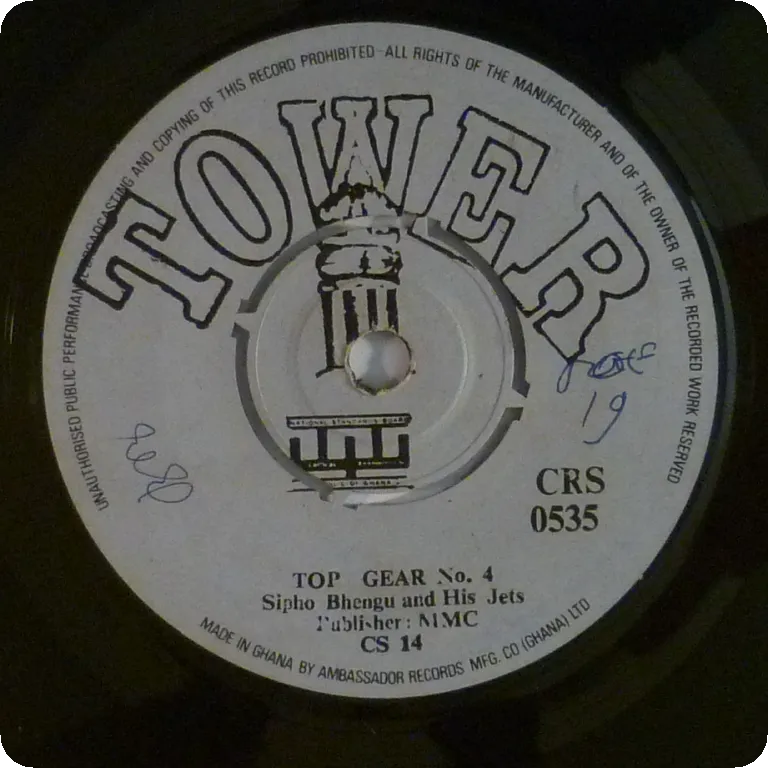 UNAUTHORISED PUBLIC PERFORMANCE BROADCASTING AND COPYING OF THIS RECORD PROHIBITED-ALL RIGHTS OF THE MANUFACTURER AND OF THE OWNER OF THE RECORDED WORK RESERVED
TOWER
NATIONAL STANDARDS BOARD
OF GHANA
19
CRS
0535
TOP GEAR No. 4
Sipho Bhengu and His Jets
Publisher: MMC
CS 14
MADE IN GHANA BY AMBASSADOR RECORDS MFG. CO (GHANA) LTD